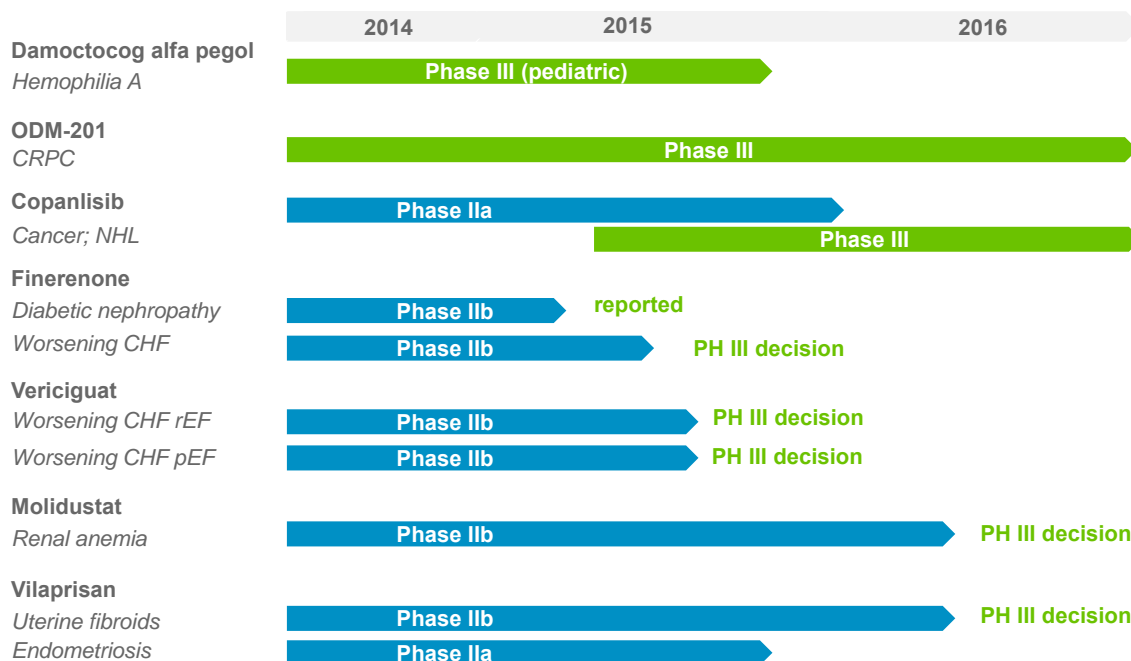 2014 2015 2016
Damoctocog alfa pegol
Hemophilia A
Phase III (pediatric)
ODM-201
CRPC
Phase III
Copanlisib
Phase IIa
Cancer; NHL
Phase III
Finerenone
Diabetic nephropathy
Phase IIb
reported
Worsening CHF
Phase IIb
PH III decision
Vericiguat
Worsening CHF rEF
Phase IIb
PH III decision
Worsening CHF pEF
Phase IIb
PH III decision
Molidustat
Renal anemia
Phase IIb
PH III decision
Vilaprisan
Uterine fibroids
Phase IIb
PH III decision
Endometriosis
Phase IIa